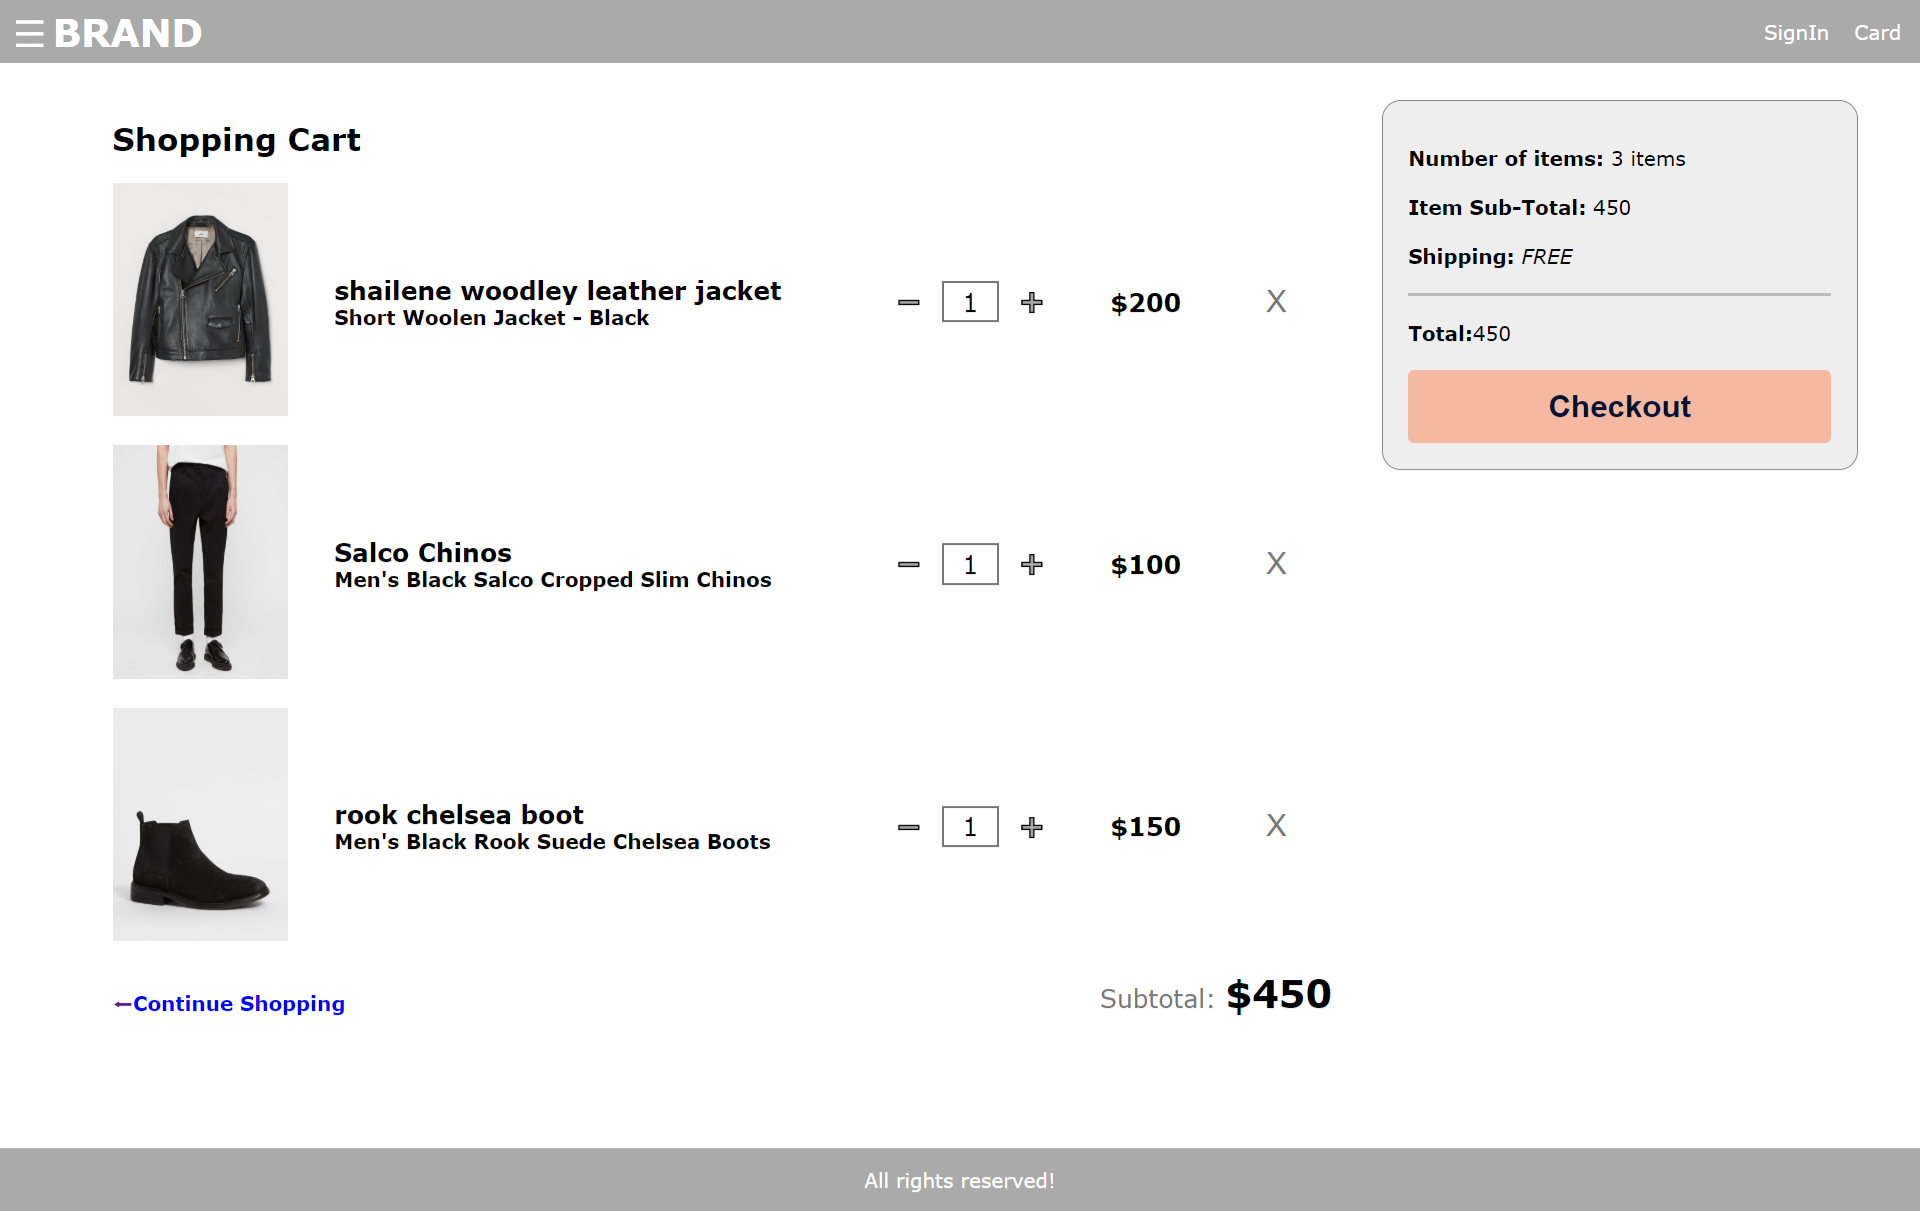 ☰ BRAND
SignIn Card
Shopping Cart
shailene woodley leather jacket
Short Woolen Jacket - Black
1 $200 X
Salco Chinos
Men's Black Salco Cropped Slim Chinos
1 $100 X
rook chelsea boot
Men's Black Rook Suede Chelsea Boots
1 $150 X
Continue Shopping
Subtotal: $450
Number of items: 3 items
Item Sub-Total: 450
Shipping: FREE
Total:450
Checkout
All rights reserved!